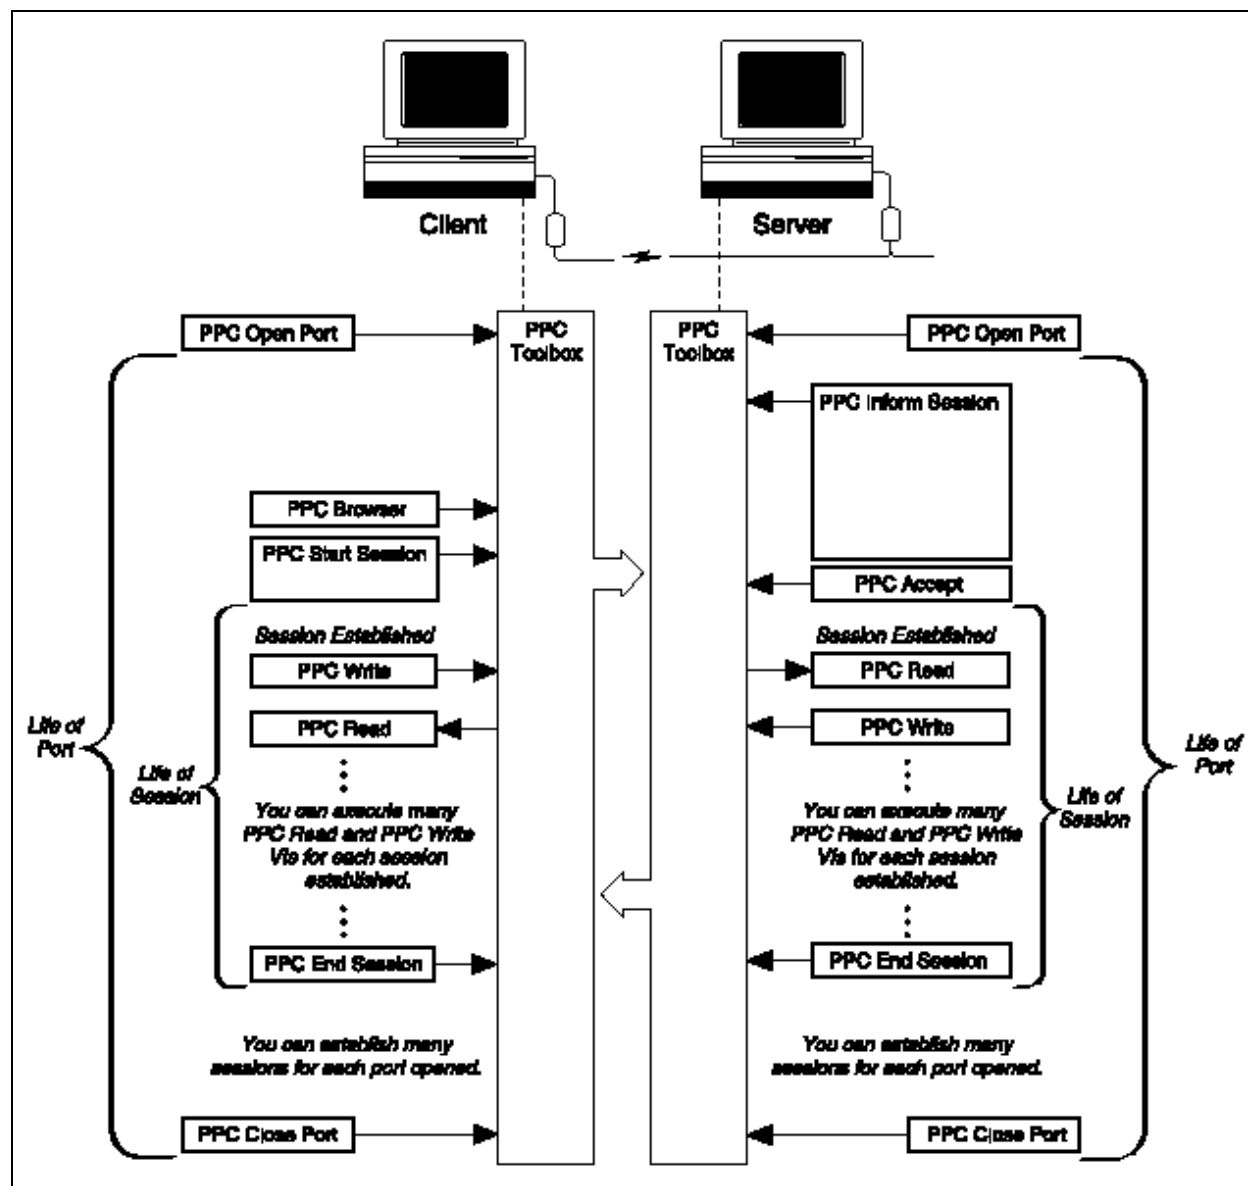 Client
Server
PPC Open Port
PPC
Toolbox
PPC
Toolbox
PPC Open Port
PPC Inform Session
PPC Browser
PPC Start Session
PPC Accept
Session Established
Session Established
PPC Write
PPC Read
PPC Read
PPC Write
Life of
Port
Life of
Session
You can execute many
PPC Read and PPC Write
VIs for each session
established.
You can execute many
PPC Read and PPC Write
VIs for each session
established.
Life of
Session
Life of
Port
PPC End Session
PPC End Session
You can establish many
sessions for each port opened.
You can establish many
sessions for each port opened.
PPC Close Port
PPC Close Port